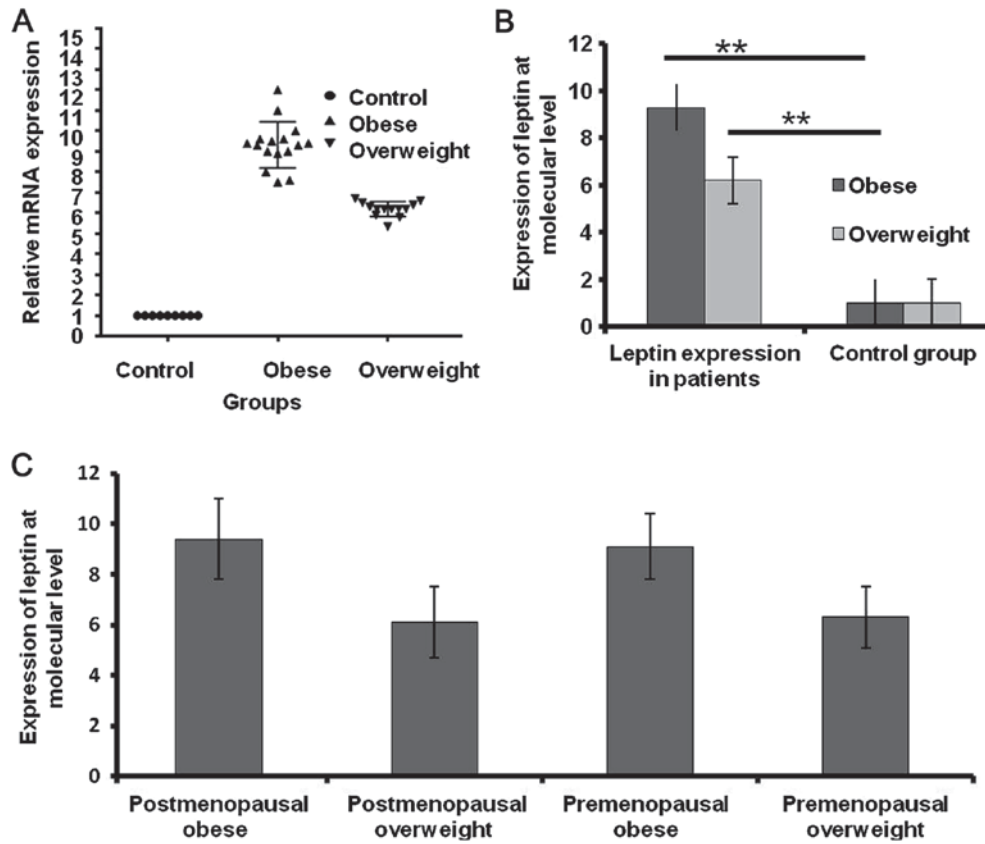 A
Relative mRNA expression
15
14
13
12
11
10
9
8
7
6
5
4
3
2
1
0
Control
Obese
Overweight
Control
Obese
Overweight
Groups
B
Expression of leptin at
molecular level
12
10
8
6
4
2
0
**
**
Obese
Overweight
Leptin expression
in patients
Control group
C
Expression of leptin at
molecular level
12
10
8
6
4
2
0
Postmenopausal
obese
Postmenopausal
overweight
Premenopausal
obese
Premenopausal
overweight